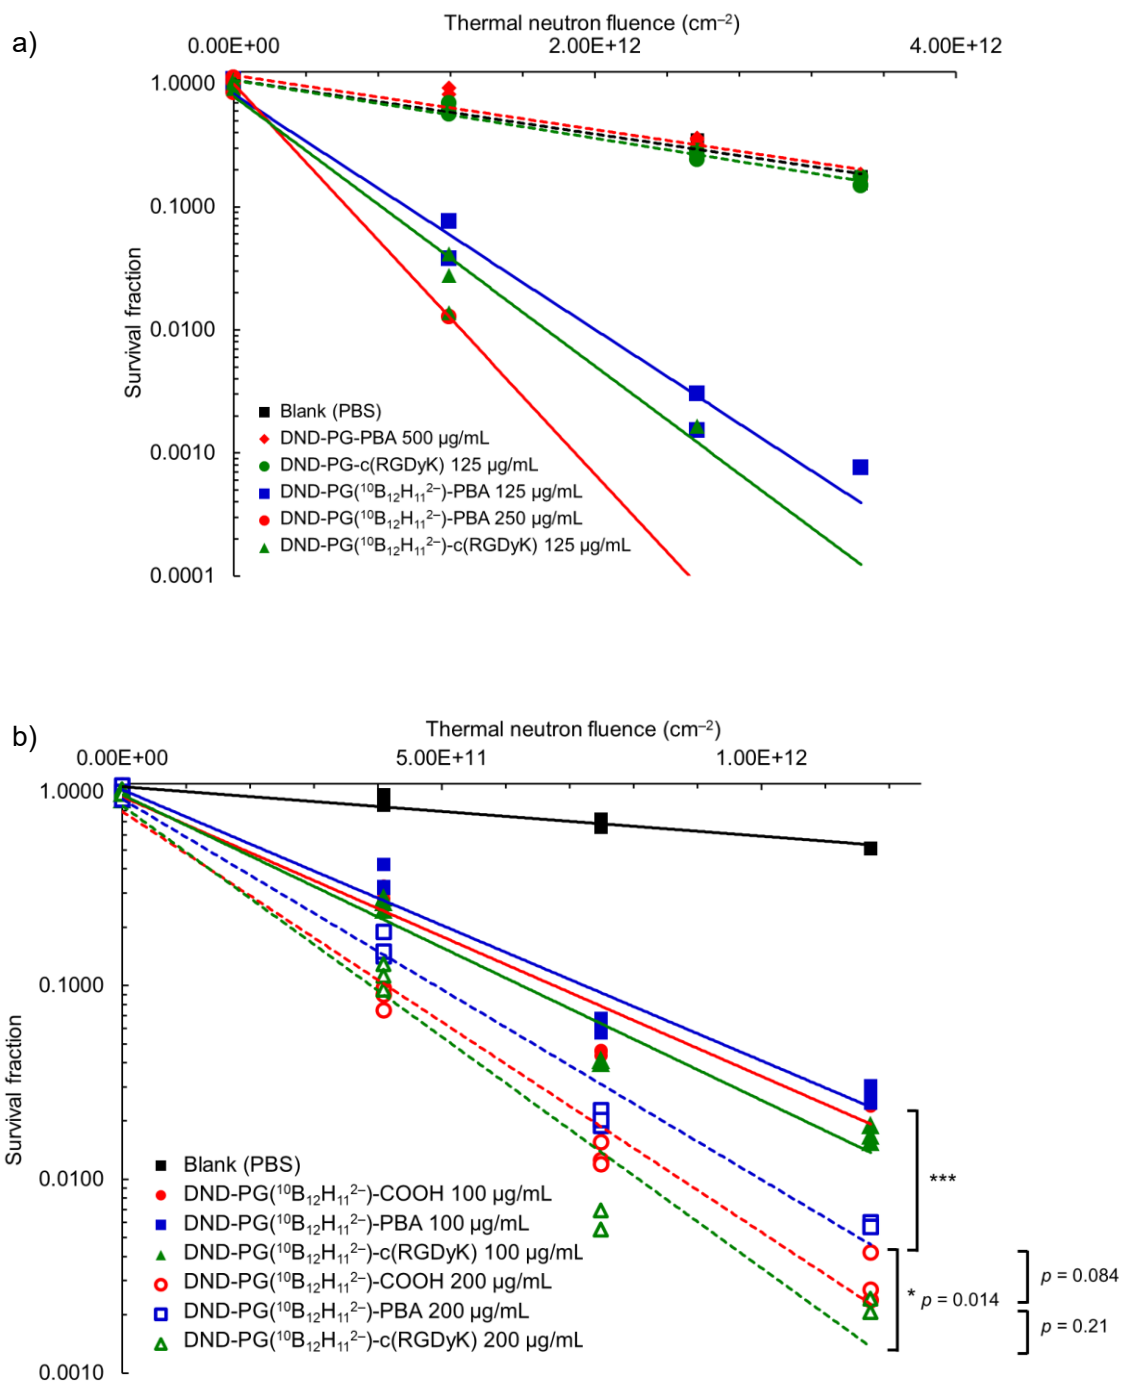 a)
Thermal neutron fluence (cm⁻²)
0.00E+00 2.00E+12 4.00E+12
1.0000
0.1000
0.0100
0.0010
0.0001
Survival fraction
Blank (PBS)
DND-PG-PBA 500 µg/mL
DND-PG-c(RGDyK) 125 µg/mL
DND-PG(¹⁰B₁₂H₁₁²⁻)-PBA 125 µg/mL
DND-PG(¹⁰B₁₂H₁₁²⁻)-PBA 250 µg/mL
DND-PG(¹⁰B₁₂H₁₁²⁻)-c(RGDyK) 125 µg/mL
b)
Thermal neutron fluence (cm⁻²)
0.00E+00 5.00E+11 1.00E+12
1.0000
0.1000
0.0100
0.0010
Survival fraction
Blank (PBS)
DND-PG(¹⁰B₁₂H₁₁²⁻)-COOH 100 µg/mL
DND-PG(¹⁰B₁₂H₁₁²⁻)-PBA 100 µg/mL
DND-PG(¹⁰B₁₂H₁₁²⁻)-c(RGDyK) 100 µg/mL
DND-PG(¹⁰B₁₂H₁₁²⁻)-COOH 200 µg/mL
DND-PG(¹⁰B₁₂H₁₁²⁻)-PBA 200 µg/mL
DND-PG(¹⁰B₁₂H₁₁²⁻)-c(RGDyK) 200 µg/mL
***
* p = 0.014
p = 0.084
p = 0.21